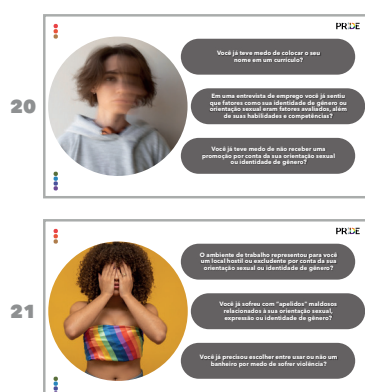 PRIDE
Você já teve medo de colocar o seu
nome em um currículo?
20
Em uma entrevista de emprego você já sentiu
que fatores como sua identidade de gênero ou
orientação sexual eram fatores avaliados, além
de suas habilidades e competências?
Você já teve medo de não receber uma
promoção por conta da sua orientação sexual
ou identidade de gênero?
PRIDE
O ambiente de trabalho representou para você
um local hostil ou excludente por conta da sua
orientação sexual ou identidade de gênero?
21
Você já sofreu com "apelidos" maldosos
relacionados à sua orientação sexual,
expressão ou identidade de gênero?
Você já precisou escolher entre usar ou não um
banheiro por medo de sofrer violência?